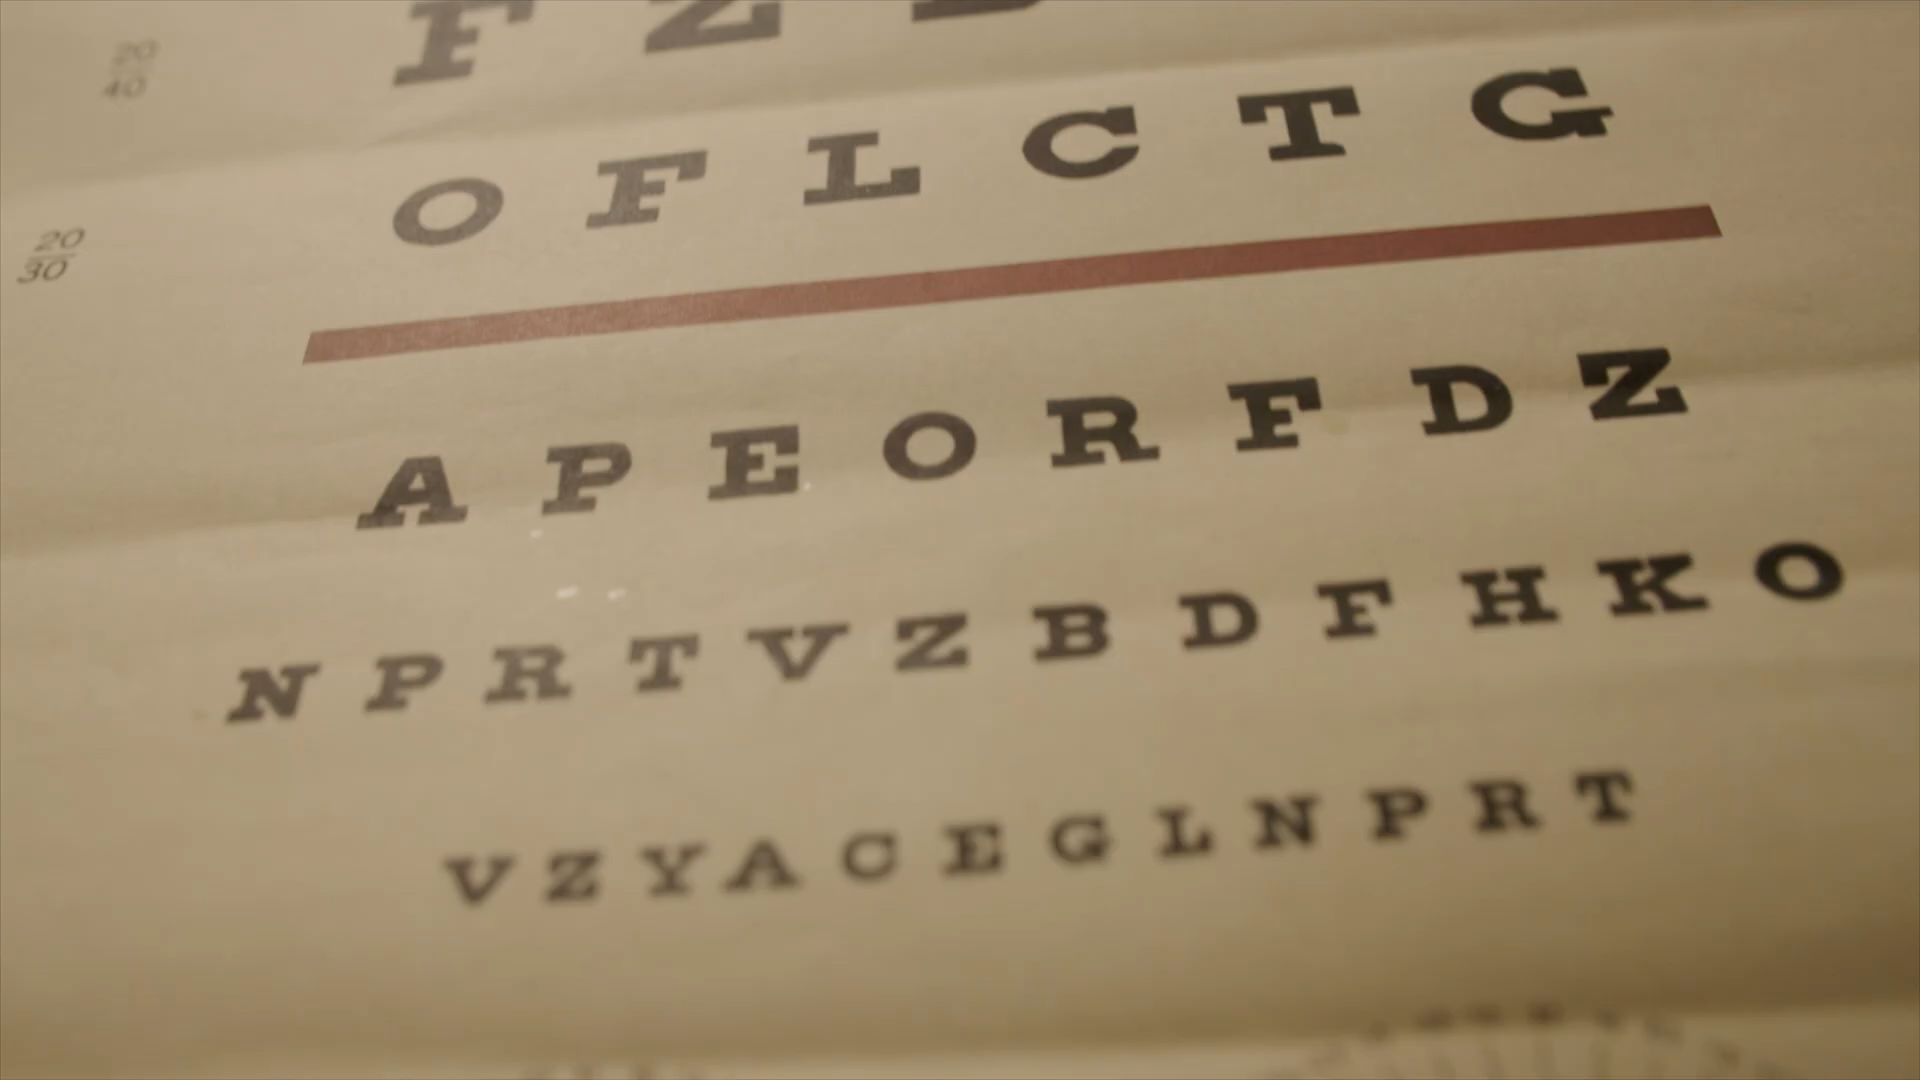 20
40
F Z
20
30
O F L C T G
A P E O R F D Z
N P R T V Z B D F H K O
V Z Y A C E G L N P R T